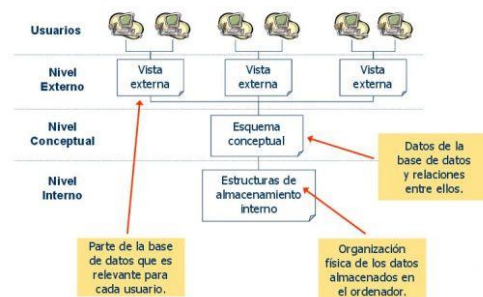 Usuarios
Nivel
Externo
Vista
externa
Vista
externa
Vista
externa
Nivel
Conceptual
Esquema
conceptual
Datos de la
base de datos
y relaciones
entre ellos.
Nivel
Interno
Estructuras de
almacenamiento
interno
Parte de la base
de datos que es
relevante para
cada usuario.
Organización
física de los datos
almacenados en
el ordenador.